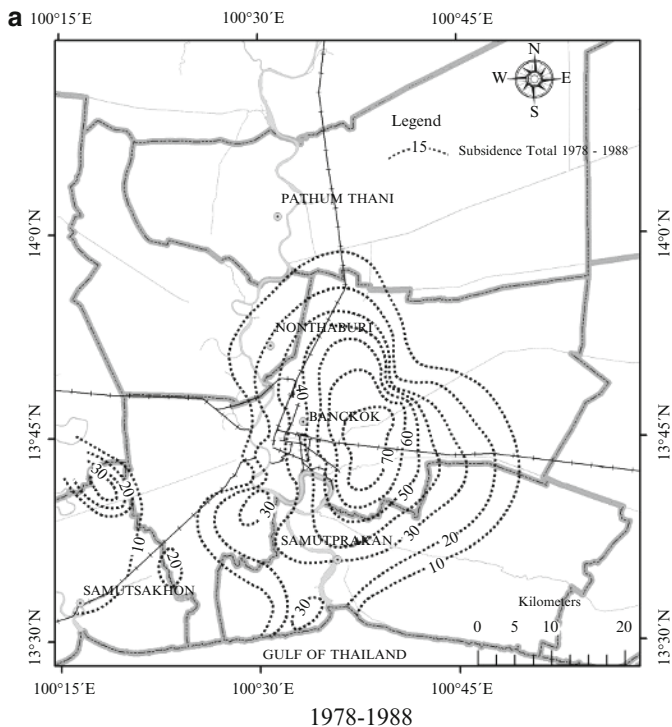 a
100°15´E 100°30´E 100°45´E
N
W E
S
Legend
15 Subsidence Total 1978 - 1988
PATHUM THANI
14°0´N 14°0´N
NONTHABURI
40
BANGKOK
13°45´N 60 13°45´N
70
30 20 50
30
10 30 20
SAMUTPRAKAN
20 10
SAMUTSAKHON
30
Kilometers
0 5 10 20
13°30´N 13°30´N
GULF OF THAILAND
100°15´E 100°30´E 100°45´E
1978-1988